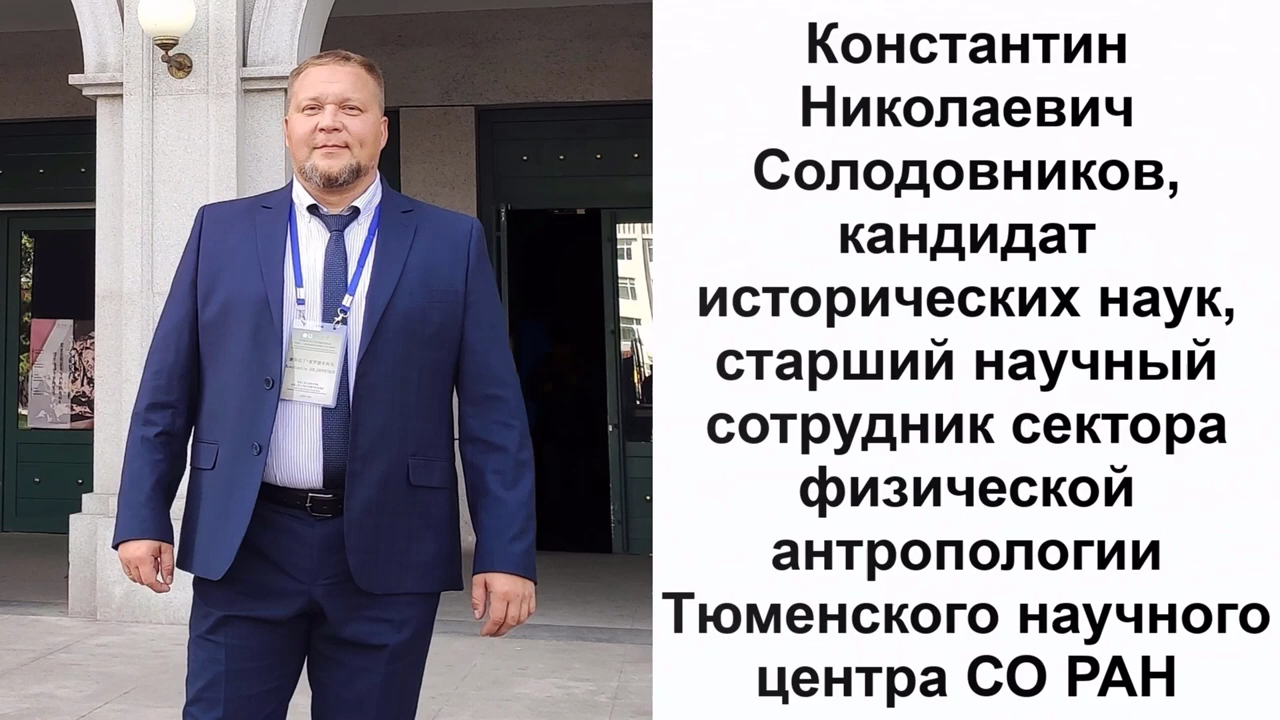 Константин
Николаевич
Солодовников,
кандидат
исторических наук,
старший научный
сотрудник сектора
физической
антропологии
Тюменского научного
центра СО РАН